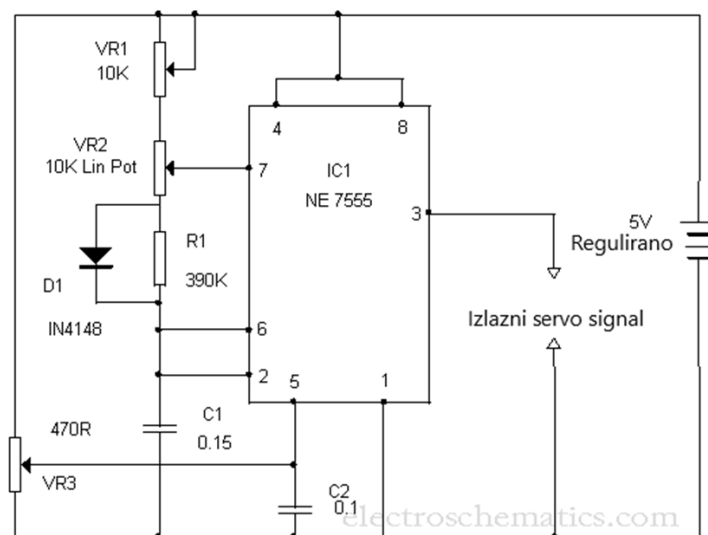 VR1
10K
VR2
10K Lin Pot
4
8
7
IC1
NE 7555
3
5V
Regulirano
R1
390K
D1
IN4148
6
Izlazni servo signal
2
5
1
C1
0.15
470R
VR3
C2
0.1
electroschematics.com